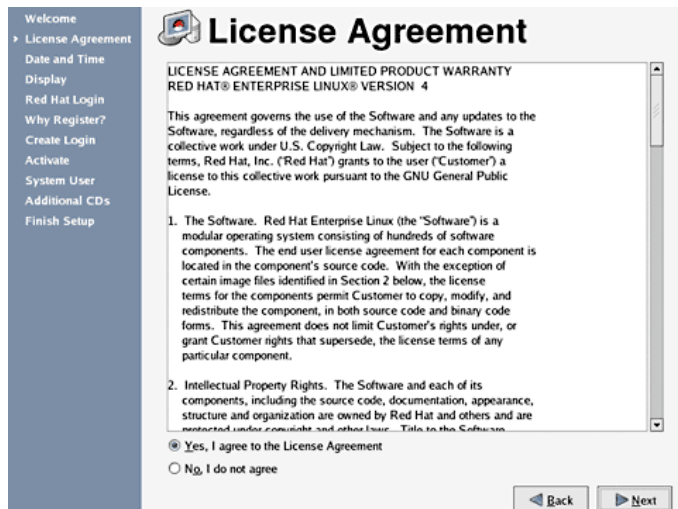 Welcome
License Agreement
Date and Time
Display
Red Hat Login
Why Register?
Create Login
Activate
System User
Additional CDs
Finish Setup
License Agreement
LICENSE AGREEMENT AND LIMITED PRODUCT WARRANTY
RED HAT® ENTERPRISE LINUX® VERSION 4
This agreement governs the use of the Software and any updates to the
Software, regardless of the delivery mechanism. The Software is a
collective work under U.S. Copyright Law. Subject to the following
terms, Red Hat, Inc. ("Red Hat") grants to the user ("Customer") a
license to this collective work pursuant to the GNU General Public
License.
1. The Software. Red Hat Enterprise Linux (the "Software") is a
modular operating system consisting of hundreds of software
components. The end user license agreement for each component is
located in the component's source code. With the exception of
certain image files identified in Section 2 below, the license
terms for the components permit Customer to copy, modify, and
redistribute the component, in both source code and binary code
forms. This agreement does not limit Customer's rights under, or
grant Customer rights that supersede, the license terms of any
particular component.
2. Intellectual Property Rights. The Software and each of its
components, including the source code, documentation, appearance,
structure and organization are owned by Red Hat and others and are
protected under copyright and other laws. Title to the Software
Yes, I agree to the License Agreement
No, I do not agree
Back
Next